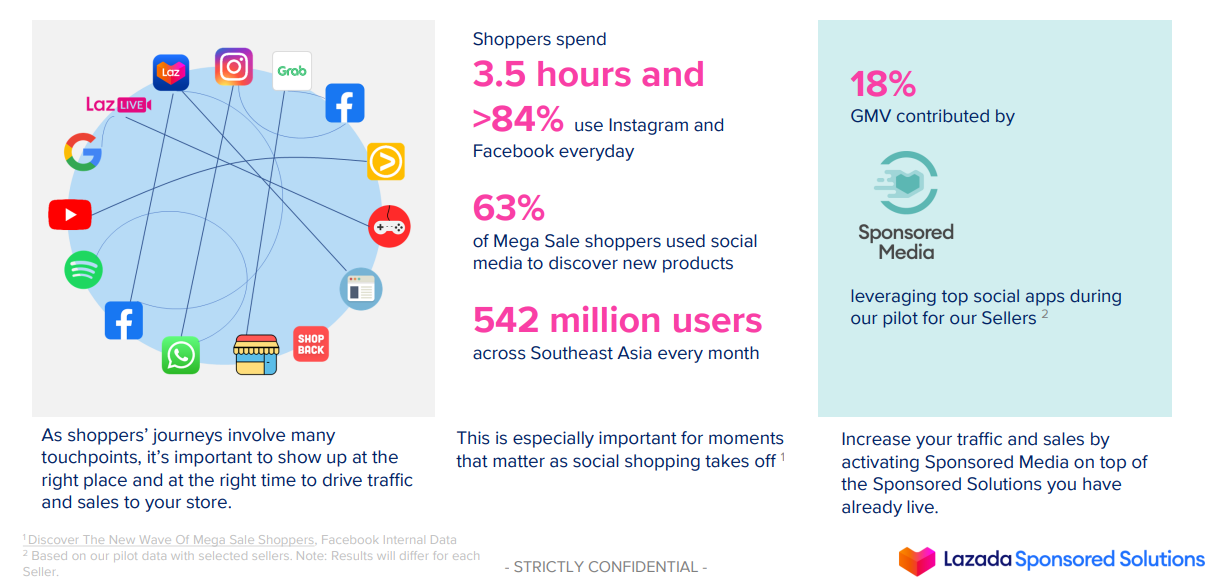 Laz
Grab
Laz LIVE
SHOP
BACK
As shoppers’ journeys involve many
touchpoints, it’s important to show up at the
right place and at the right time to drive traffic
and sales to your store.
Shoppers spend
3.5 hours and
>84% use Instagram and
Facebook everyday
63%
of Mega Sale shoppers used social
media to discover new products
542 million users
across Southeast Asia every month
This is especially important for moments
that matter as social shopping takes off 1
18%
GMV contributed by
Sponsored
Media
leveraging top social apps during
our pilot for our Sellers 2
Increase your traffic and sales by
activating Sponsored Media on top of
the Sponsored Solutions you have
already live.
1 Discover The New Wave Of Mega Sale Shoppers, Facebook Internal Data
2 Based on our pilot data with selected sellers. Note: Results will differ for each
Seller.
- STRICTLY CONFIDENTIAL -
Lazada Sponsored Solutions